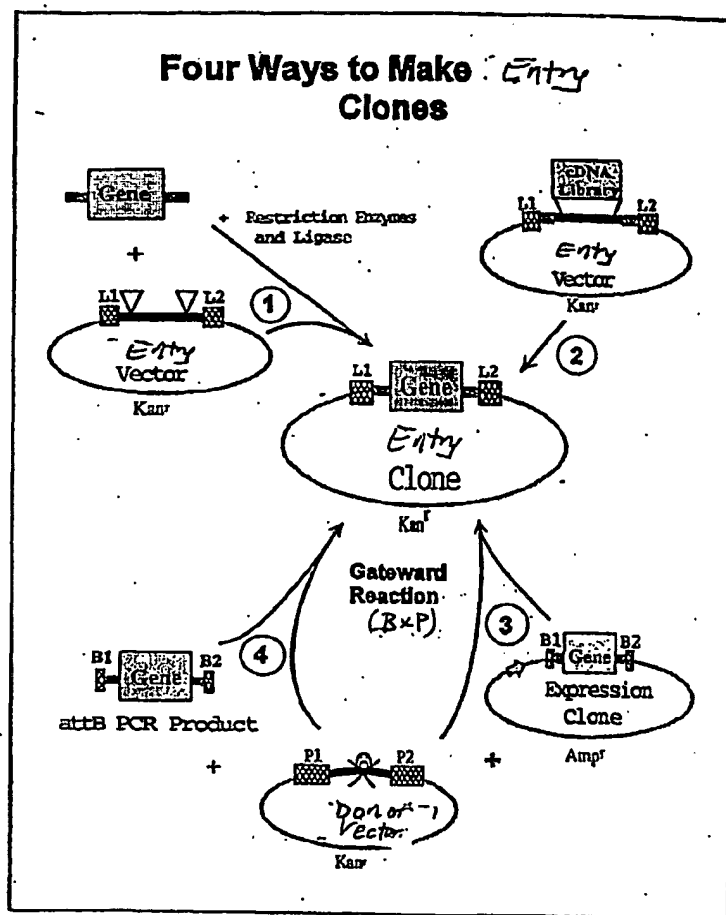 Four Ways to Make Entry
Clones
Gene
+ Restriction Enzymes
and Ligase
+
L1 L2
1
Entry
Vector
Kanr
cDNA
Library
L1 L2
Entry
Vector
Kanr
2
L1 Gene L2
Entry
Clone
Kanr
Gateward
Reaction
(BxP)
4
3
B1 Gene B2
attB PCR Product
+
B1 Gene B2
Expression
Clone
Ampr
+
P1 P2
Donor
Vector
Kanr